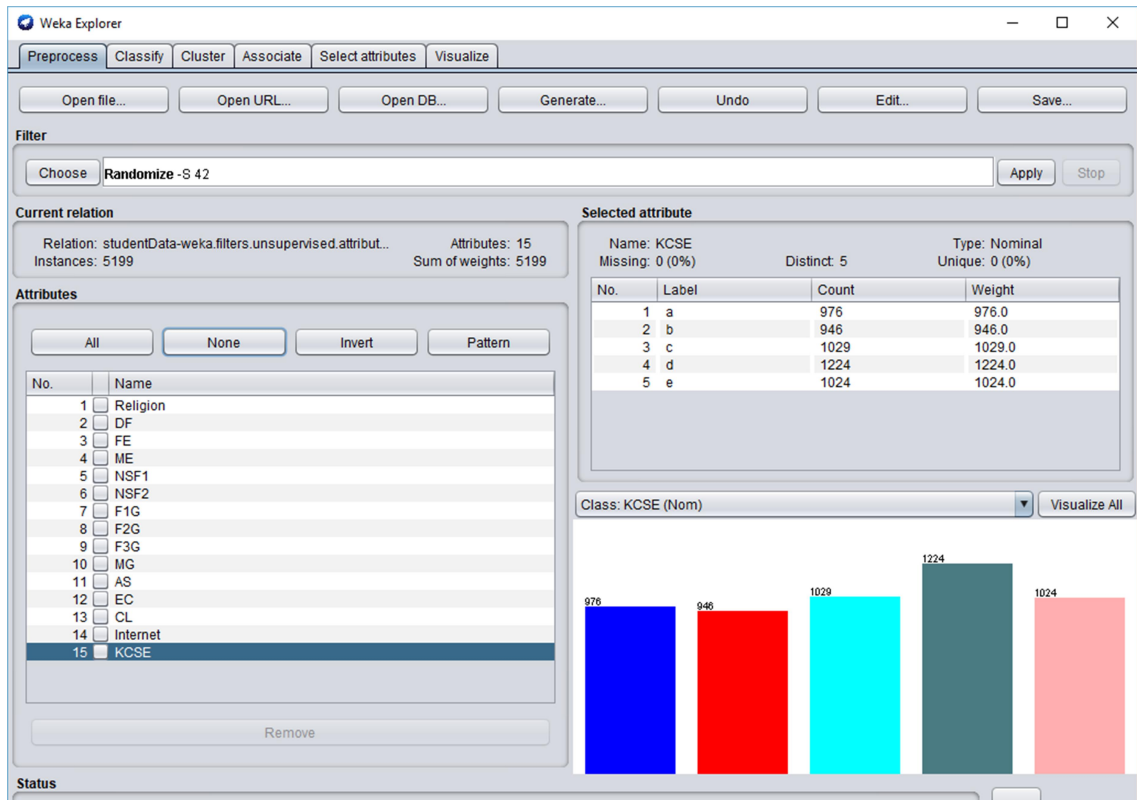 Weka Explorer
Preprocess Classify Cluster Associate Select attributes Visualize
Open file... Open URL... Open DB... Generate... Undo Edit... Save...
Filter
Choose Randomize -S 42 Apply Stop
Current relation
Relation: studentData-weka.filters.unsupervised.attribut... Attributes: 15
Instances: 5199 Sum of weights: 5199
Attributes
All None Invert Pattern
No. Name
1 Religion
2 DF
3 FE
4 ME
5 NSF1
6 NSF2
7 F1G
8 F2G
9 F3G
10 MG
11 AS
12 EC
13 CL
14 Internet
15 KCSE
Remove
Selected attribute
Name: KCSE Type: Nominal
Missing: 0 (0%) Distinct: 5 Unique: 0 (0%)
No. Label Count Weight
1 a 976 976.0
2 b 946 946.0
3 c 1029 1029.0
4 d 1224 1224.0
5 e 1024 1024.0
Class: KCSE (Nom) Visualize All
976 946 1029 1224 1024
Status